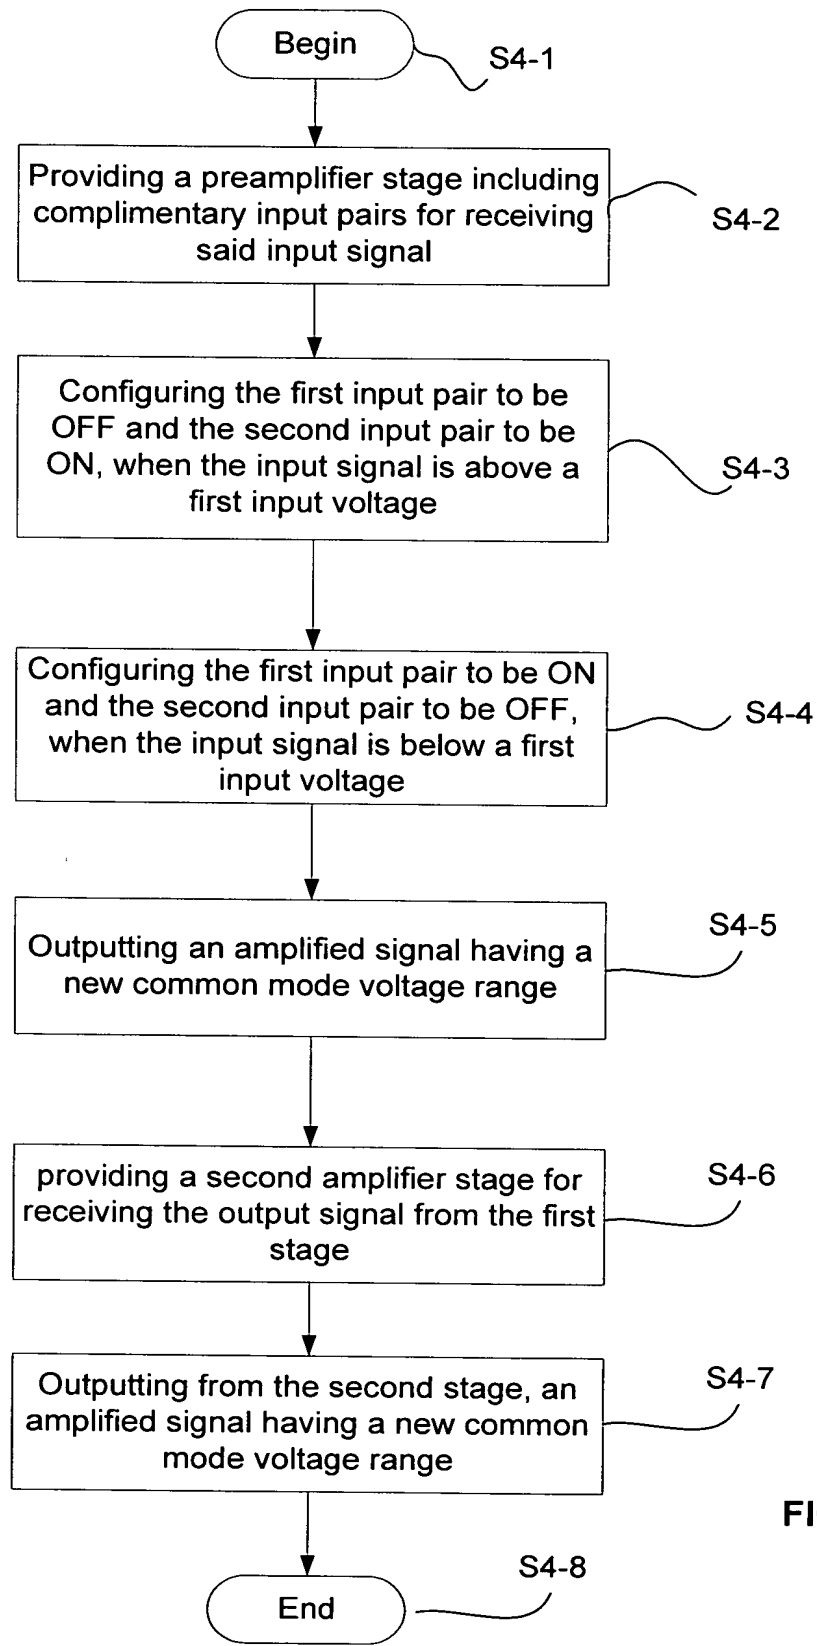 Begin
S4-1
Providing a preamplifier stage including
complimentary input pairs for receiving
said input signal
S4-2
Configuring the first input pair to be
OFF and the second input pair to be
ON, when the input signal is above a
first input voltage
S4-3
Configuring the first input pair to be ON
and the second input pair to be OFF,
when the input signal is below a first
input voltage
S4-4
Outputting an amplified signal having a
new common mode voltage range
S4-5
providing a second amplifier stage for
receiving the output signal from the first
stage
S4-6
Outputting from the second stage, an
amplified signal having a new common
mode voltage range
S4-7
End
S4-8